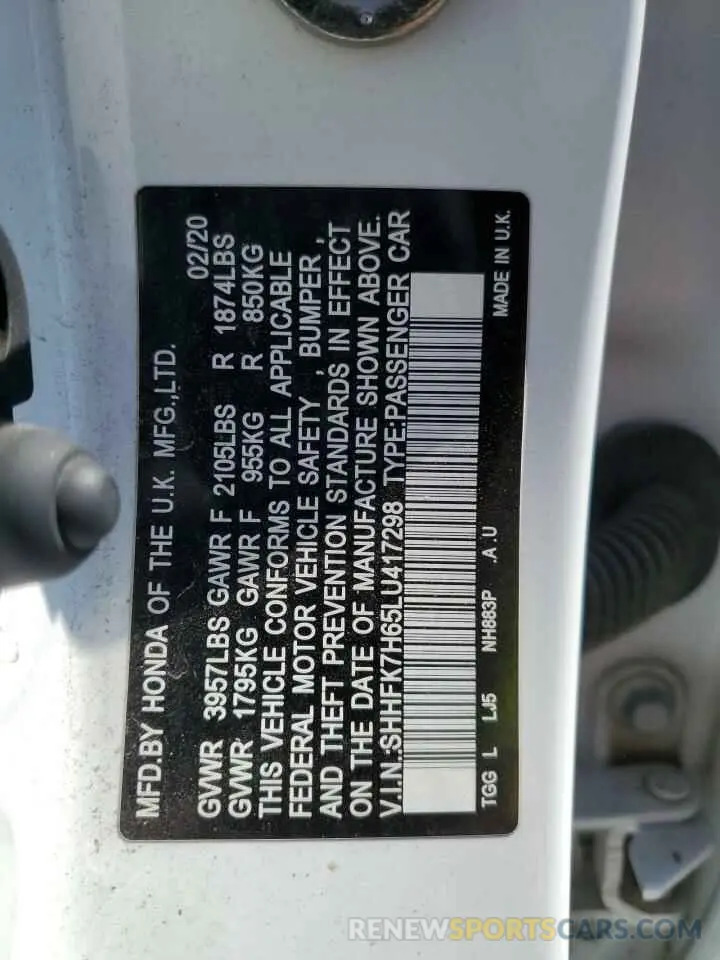 MFD.BY HONDA OF THE U.K. MFG.,LTD.
02/20
GVWR 3957LBS GAWR F 2105LBS R 1874LBS
GVWR 1795KG GAWR F 955KG R 850KG
THIS VEHICLE CONFORMS TO ALL APPLICABLE
FEDERAL MOTOR VEHICLE SAFETY , BUMPER ,
AND THEFT PREVENTION STANDARDS IN EFFECT
ON THE DATE OF MANUFACTURE SHOWN ABOVE.
V.I.N.:SHHFK7H65LU417298 TYPE:PASSENGER CAR
TGG L LJ5 NH883P .A .U MADE IN U.K.
RENEWSPORTSCARS.COM